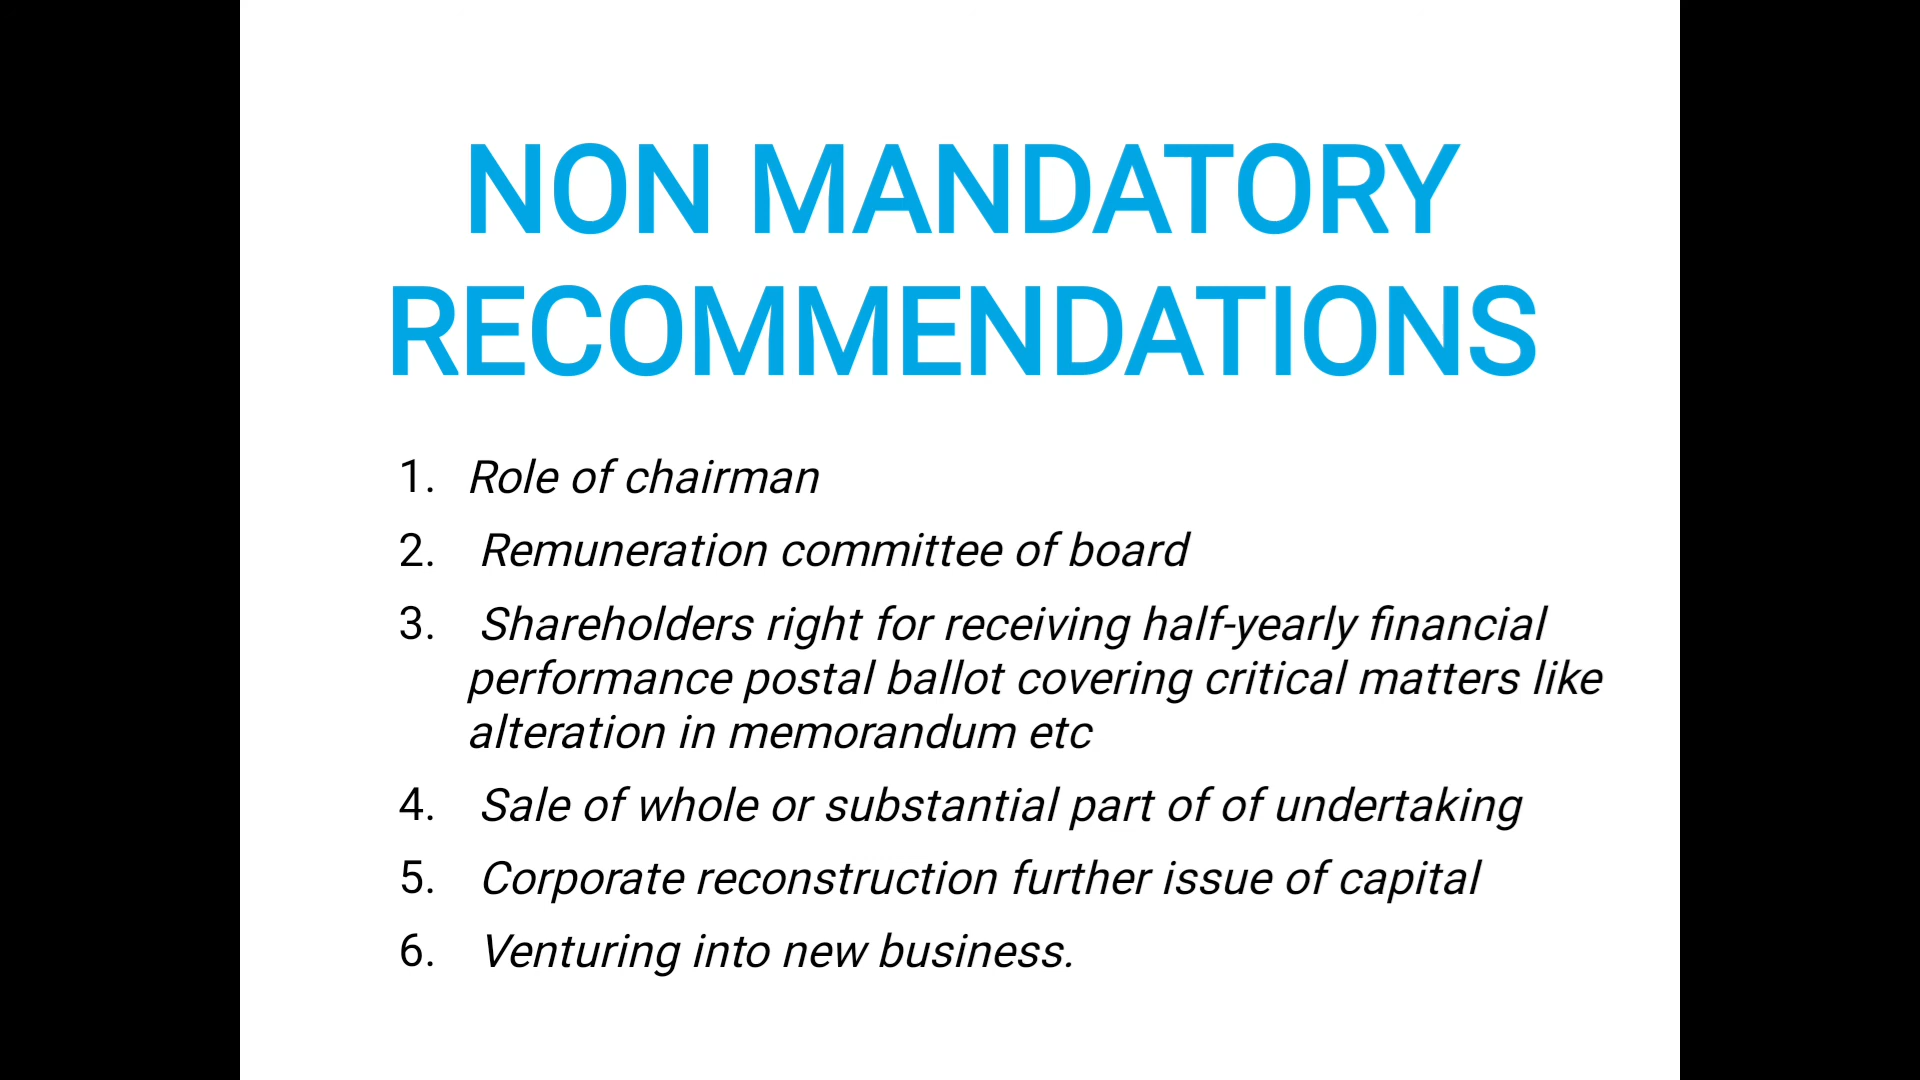 NON MANDATORY
RECOMMENDATIONS
1. Role of chairman
2. Remuneration committee of board
3. Shareholders right for receiving half-yearly financial
performance postal ballot covering critical matters like
alteration in memorandum etc
4. Sale of whole or substantial part of of undertaking
5. Corporate reconstruction further issue of capital
6. Venturing into new business.